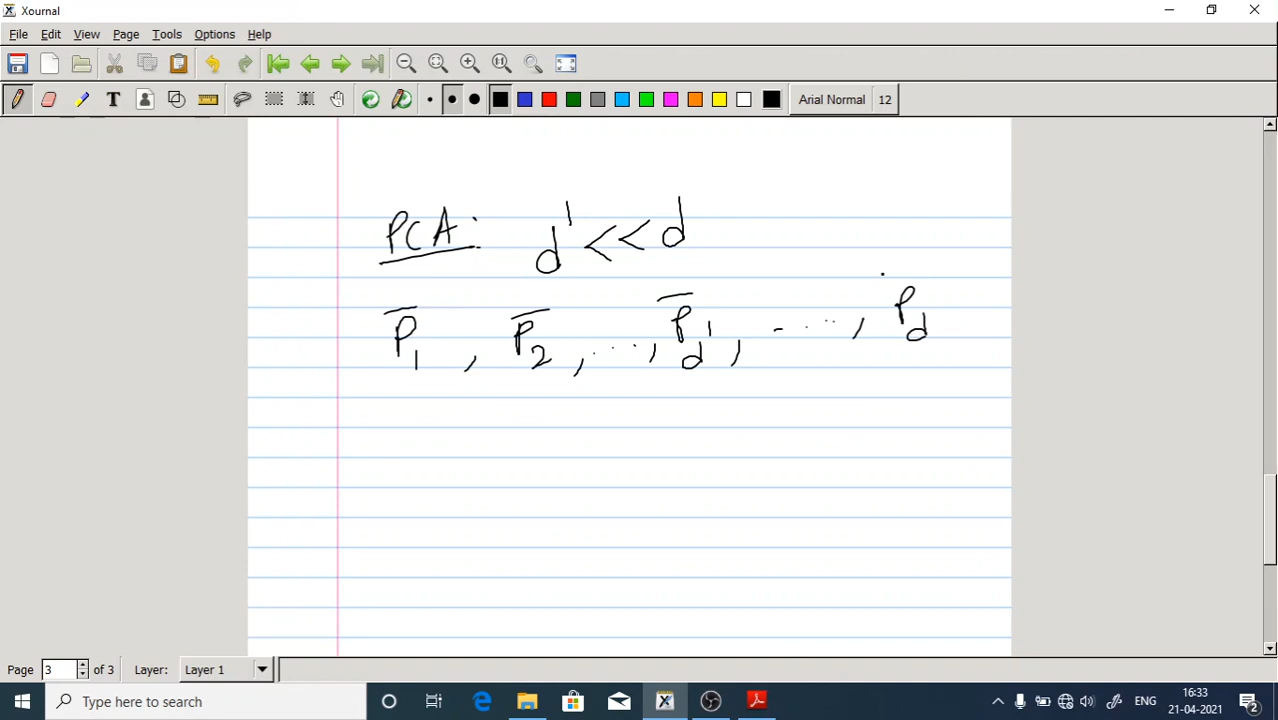 Xournal
File Edit View Page Tools Options Help
Arial Normal 12
PCA: d' << d
P̅₁ , P̅₂ , ..., P̅d' , ....., Pd
Page 3 of 3 Layer: Layer 1
Type here to search
ENG
16:33
21-04-2021
2